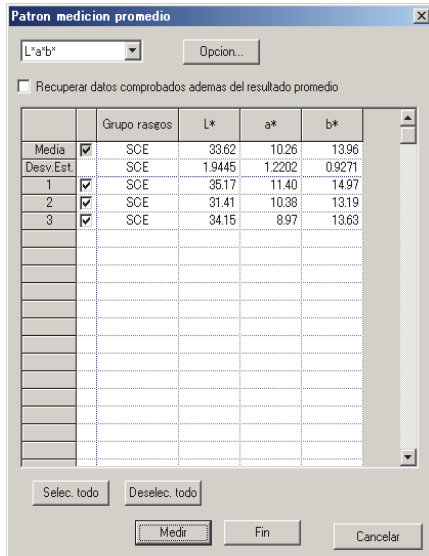 Patron medicion promedio
L*a*b* Opcion...
Recuperar datos comprobados ademas del resultado promedio
Grupo rasgos L* a* b*
Media SCE 33.62 10.26 13.96
Desv.Est. SCE 1.9445 1.2202 0.9271
1 SCE 35.17 11.40 14.97
2 SCE 31.41 10.38 13.19
3 SCE 34.15 8.97 13.63
Selec. todo Deselec. todo
Medir Fin Cancelar